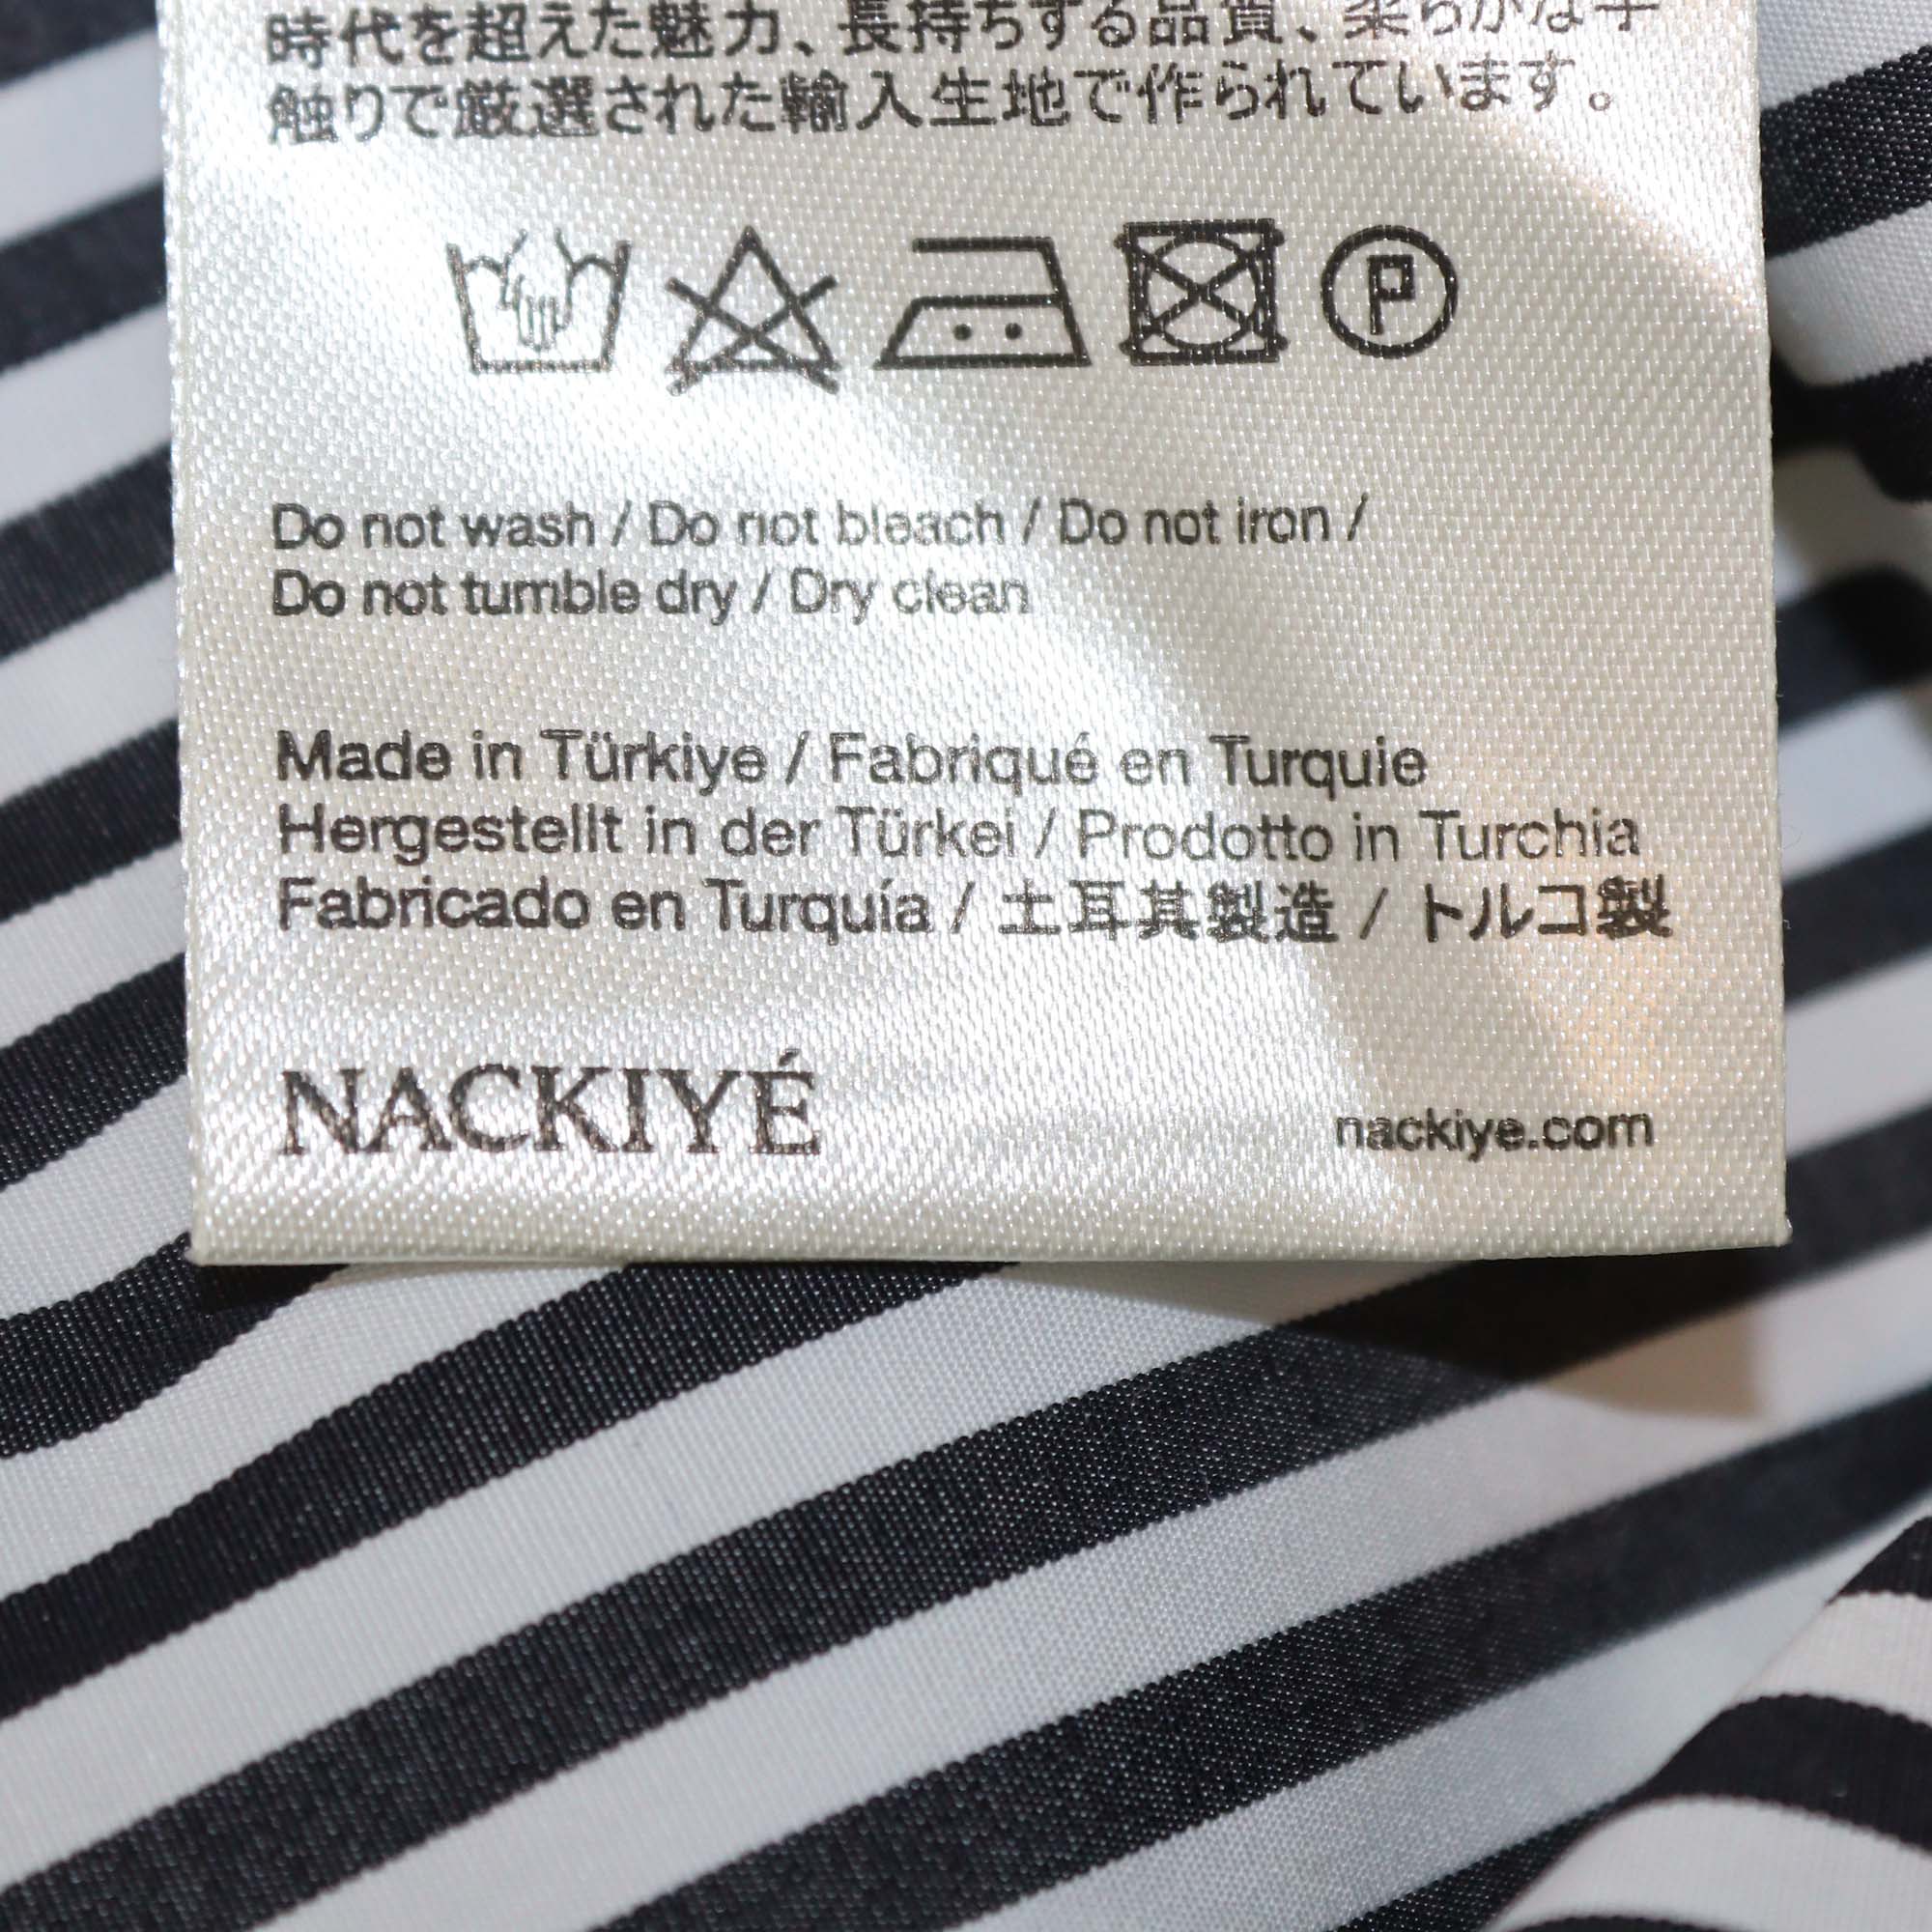 時代を超えた魅力、長持ちする品質、柔らかな手
触りで厳選された輸入生地で作られています。
P
Do not wash / Do not bleach / Do not iron /
Do not tumble dry / Dry clean
Made in Türkiye / Fabriqué en Turquie
Hergestellt in der Türkei / Prodotto in Turchia
Fabricado en Turquía / 土耳其製造 / トルコ製
NACKIYÉ
nackiye.com